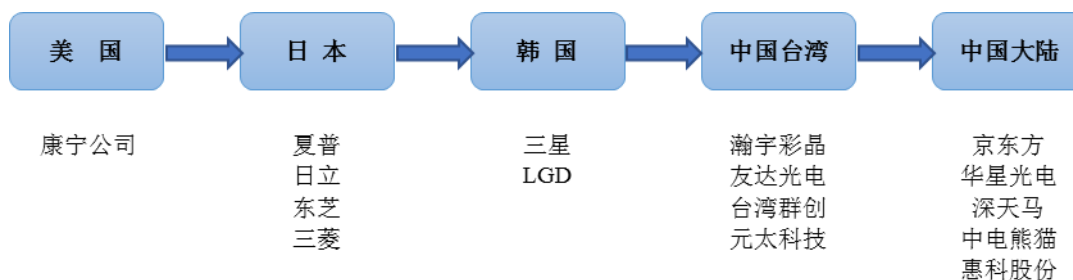 美 国
日 本
韩 国
中国台湾
中国大陆
康宁公司
夏普
日立
东芝
三菱
三星
LGD
瀚宇彩晶
友达光电
台湾群创
元太科技
京东方
华星光电
深天马
中电熊猫
惠科股份